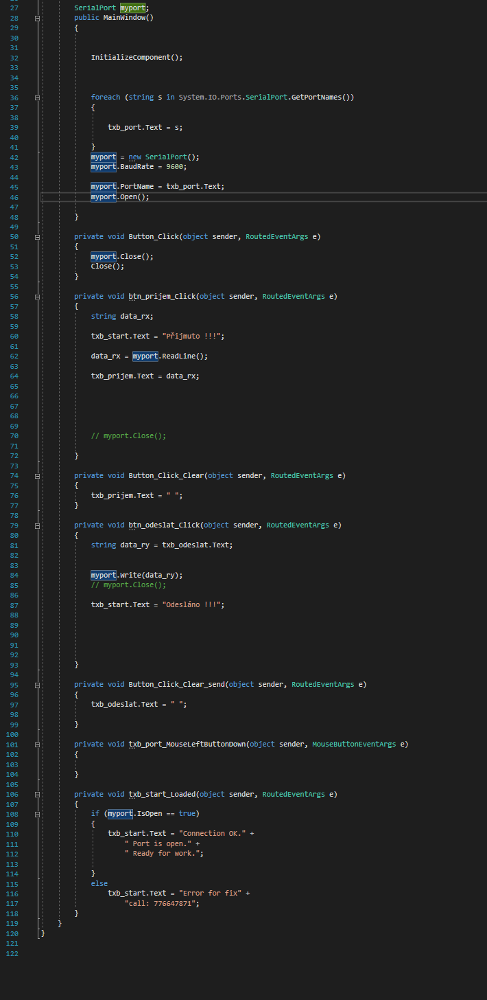 27 SerialPort myport;
28 public MainWindow()
29 {
30
31
32 InitializeComponent();
33
34
35
36 foreach (string s in System.IO.Ports.SerialPort.GetPortNames())
37 {
38
39 txb_port.Text = s;
40
41 }
42 myport = new SerialPort();
43 myport.BaudRate = 9600;
44
45 myport.PortName = txb_port.Text;
46 myport.Open();
47
48 }
49
50 private void Button_Click(object sender, RoutedEventArgs e)
51 {
52 myport.Close();
53 Close();
54 }
55
56 private void btn_prijem_Click(object sender, RoutedEventArgs e)
57 {
58 string data_rx;
59
60 txb_start.Text = "Přijmuto !!!";
61
62 data_rx = myport.ReadLine();
63
64 txb_prijem.Text = data_rx;
65
66
67
68
69
70 // myport.Close();
71
72 }
73
74 private void Button_Click_Clear(object sender, RoutedEventArgs e)
75 {
76 txb_prijem.Text = " ";
77 }
78
79 private void btn_odeslat_Click(object sender, RoutedEventArgs e)
80 {
81 string data_ry = txb_odeslat.Text;
82
83
84 myport.Write(data_ry);
85 // myport.Close();
86
87 txb_start.Text = "Odesláno !!!";
88
89
90
91
92
93 }
94
95 private void Button_Click_Clear_send(object sender, RoutedEventArgs e)
96 {
97 txb_odeslat.Text = " ";
98
99 }
100
101 private void txb_port_MouseLeftButtonDown(object sender, MouseButtonEventArgs e)
102 {
103
104 }
105
106 private void txb_start_Loaded(object sender, RoutedEventArgs e)
107 {
108 if (myport.IsOpen == true)
109 {
110 txb_start.Text = "Connection OK." +
111 " Port is open." +
112 " Ready for work.";
113
114 }
115 else
116 txb_start.Text = "Error for fix" +
117 "call: 776647871";
118 }
119 }
120 }
121
122